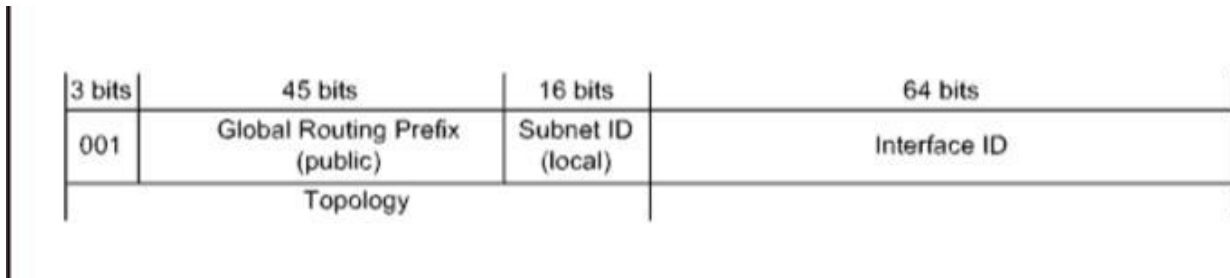 3 bits 45 bits 16 bits 64 bits
001 Global Routing Prefix (public) Subnet ID (local) Interface ID
Topology